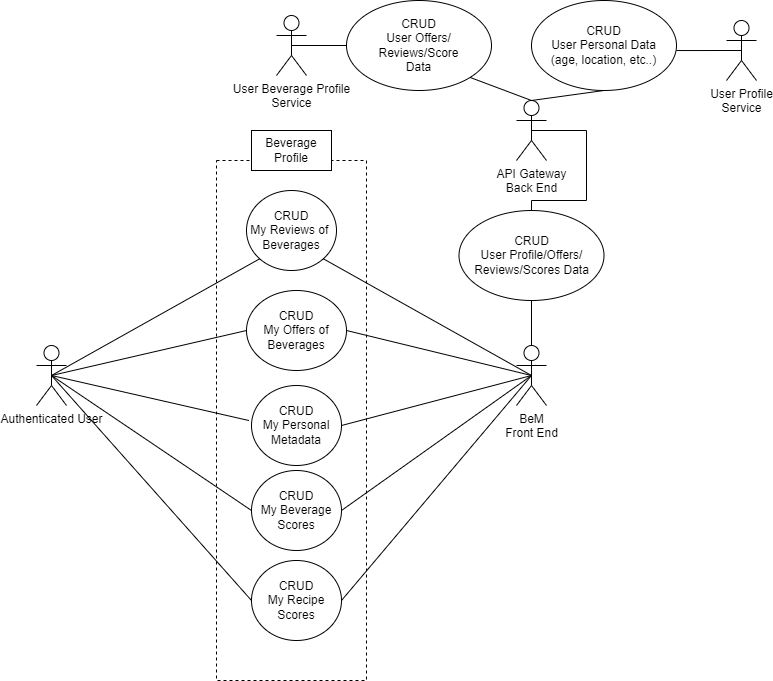 CRUD
User Offers/
Reviews/Score
Data
CRUD
User Personal Data
(age, location, etc..)
User Beverage Profile
Service
User Profile
Service
Beverage
Profile
API Gateway
Back End
CRUD
My Reviews of
Beverages
CRUD
User Profile/Offers/
Reviews/Scores Data
CRUD
My Offers of
Beverages
Authenticated User
CRUD
My Personal
Metadata
BeM
Front End
CRUD
My Beverage
Scores
CRUD
My Recipe
Scores